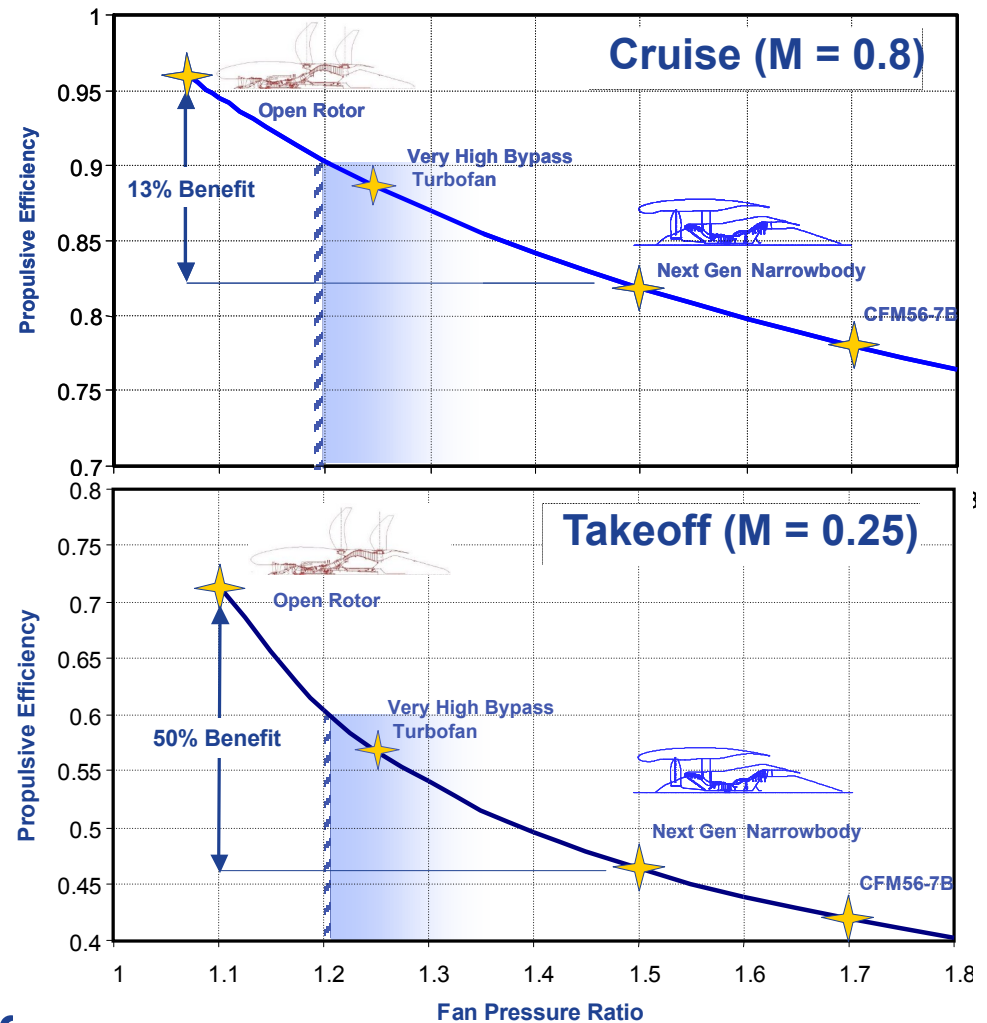 Cruise (M = 0.8)
Propulsive Efficiency
1
0.95
0.9
0.85
0.8
0.75
0.7
Open Rotor
Very High Bypass
Turbofan
13% Benefit
Next Gen Narrowbody
CFM56-7B
Takeoff (M = 0.25)
Propulsive Efficiency
0.8
0.75
0.7
0.65
0.6
0.55
0.5
0.45
0.4
Open Rotor
Very High Bypass
Turbofan
50% Benefit
Next Gen Narrowbody
CFM56-7B
1 1.1 1.2 1.3 1.4 1.5 1.6 1.7 1.8
Fan Pressure Ratio